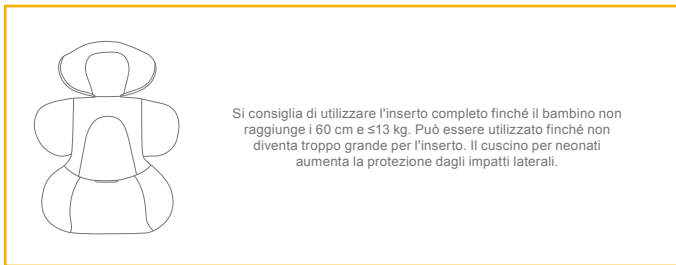 Si consiglia di utilizzare l'inserto completo finché il bambino non
raggiunge i 60 cm e ≤13 kg. Può essere utilizzato finché non
diventa troppo grande per l'inserto. Il cuscino per neonati
aumenta la protezione dagli impatti laterali.